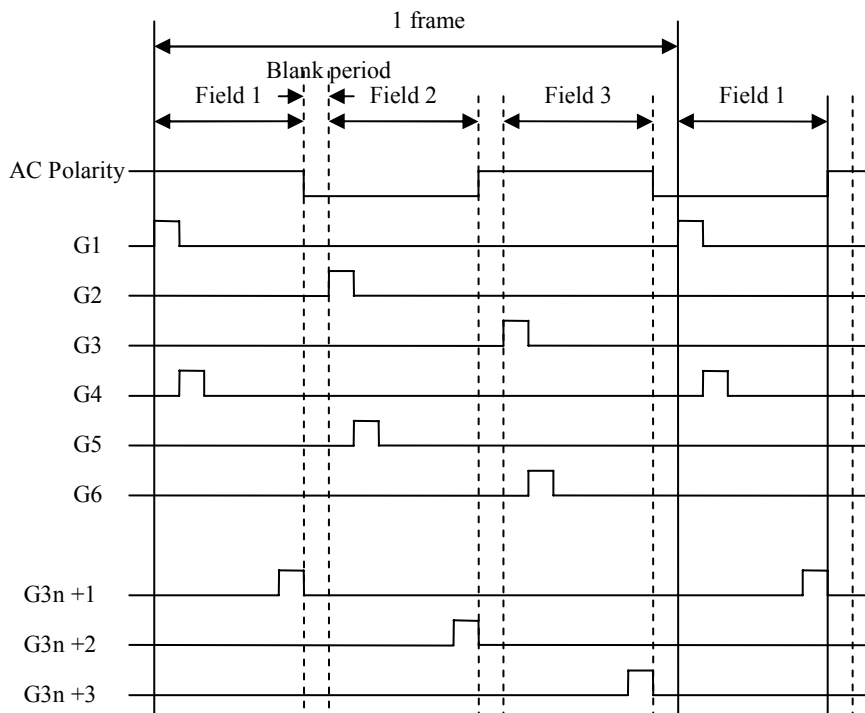 1 frame
Blank period
Field 1
Field 2
Field 3
Field 1
AC Polarity
G1
G2
G3
G4
G5
G6
G3n +1
G3n +2
G3n +3